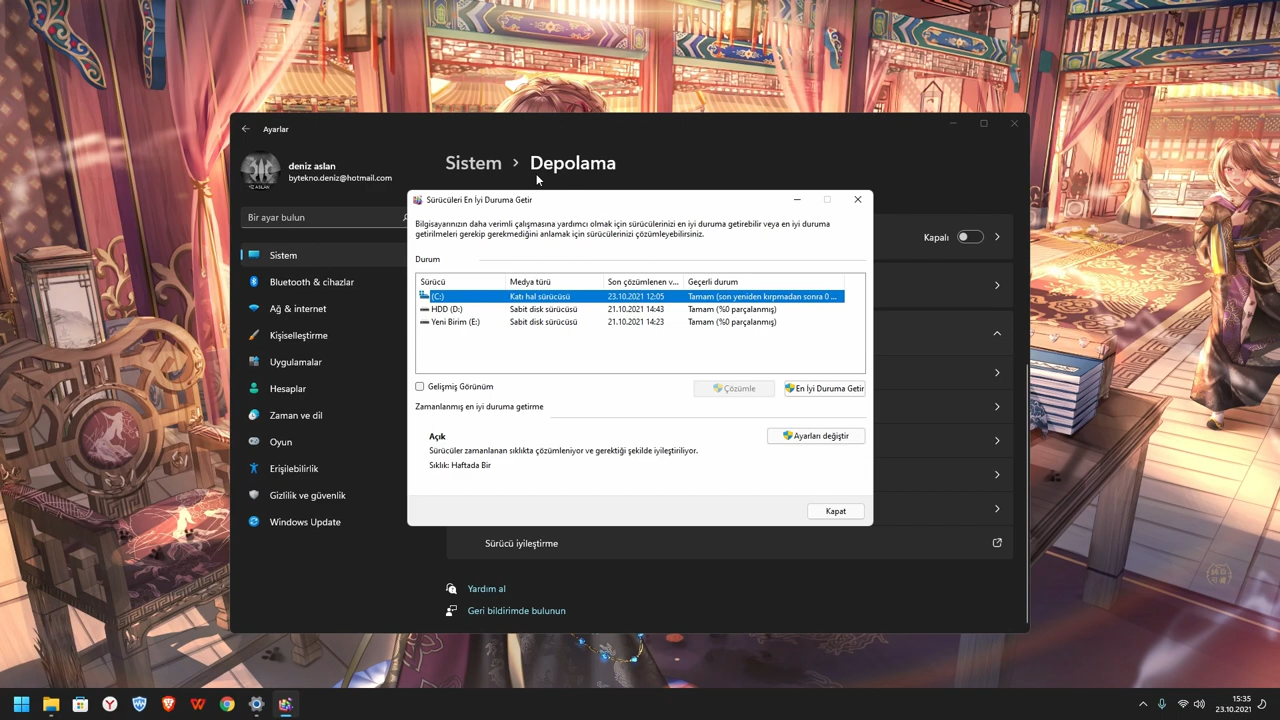 Ayarlar
deniz aslan
bytekno.deniz@hotmail.com
Bir ayar bulun
Sistem
Bluetooth & cihazlar
Ağ & internet
Kişiselleştirme
Uygulamalar
Hesaplar
Zaman ve dil
Oyun
Erişilebilirlik
Gizlilik ve güvenlik
Windows Update
Sistem › Depolama
Kapalı
Sürücüleri En İyi Duruma Getir
Bilgisayarınızın daha verimli çalışmasına yardımcı olmak için sürücülerinizi en iyi duruma getirebilir veya en iyi duruma
getirilmeleri gerekip gerekmediğini anlamak için sürücülerinizi çözümleyebilirsiniz.
Durum
Sürücü Medya türü Son çözümlenen v... Geçerli durum
(C:) Katı hal sürücüsü 23.10.2021 12:05 Tamam (son yeniden kırpmadan sonra 0 ...
HDD (D:) Sabit disk sürücüsü 21.10.2021 14:43 Tamam (%0 parçalanmış)
Yeni Birim (E:) Sabit disk sürücüsü 21.10.2021 14:23 Tamam (%0 parçalanmış)
Gelişmiş Görünüm
Çözümle
En İyi Duruma Getir
Zamanlanmış en iyi duruma getirme
Açık
Ayarları değiştir
Sürücüler zamanlanan sıklıkta çözümleniyor ve gerektiği şekilde iyileştiriliyor.
Sıklık: Haftada Bir
Kapat
Sürücü iyileştirme
Yardım al
Geri bildirimde bulunun
15:35
23.10.2021